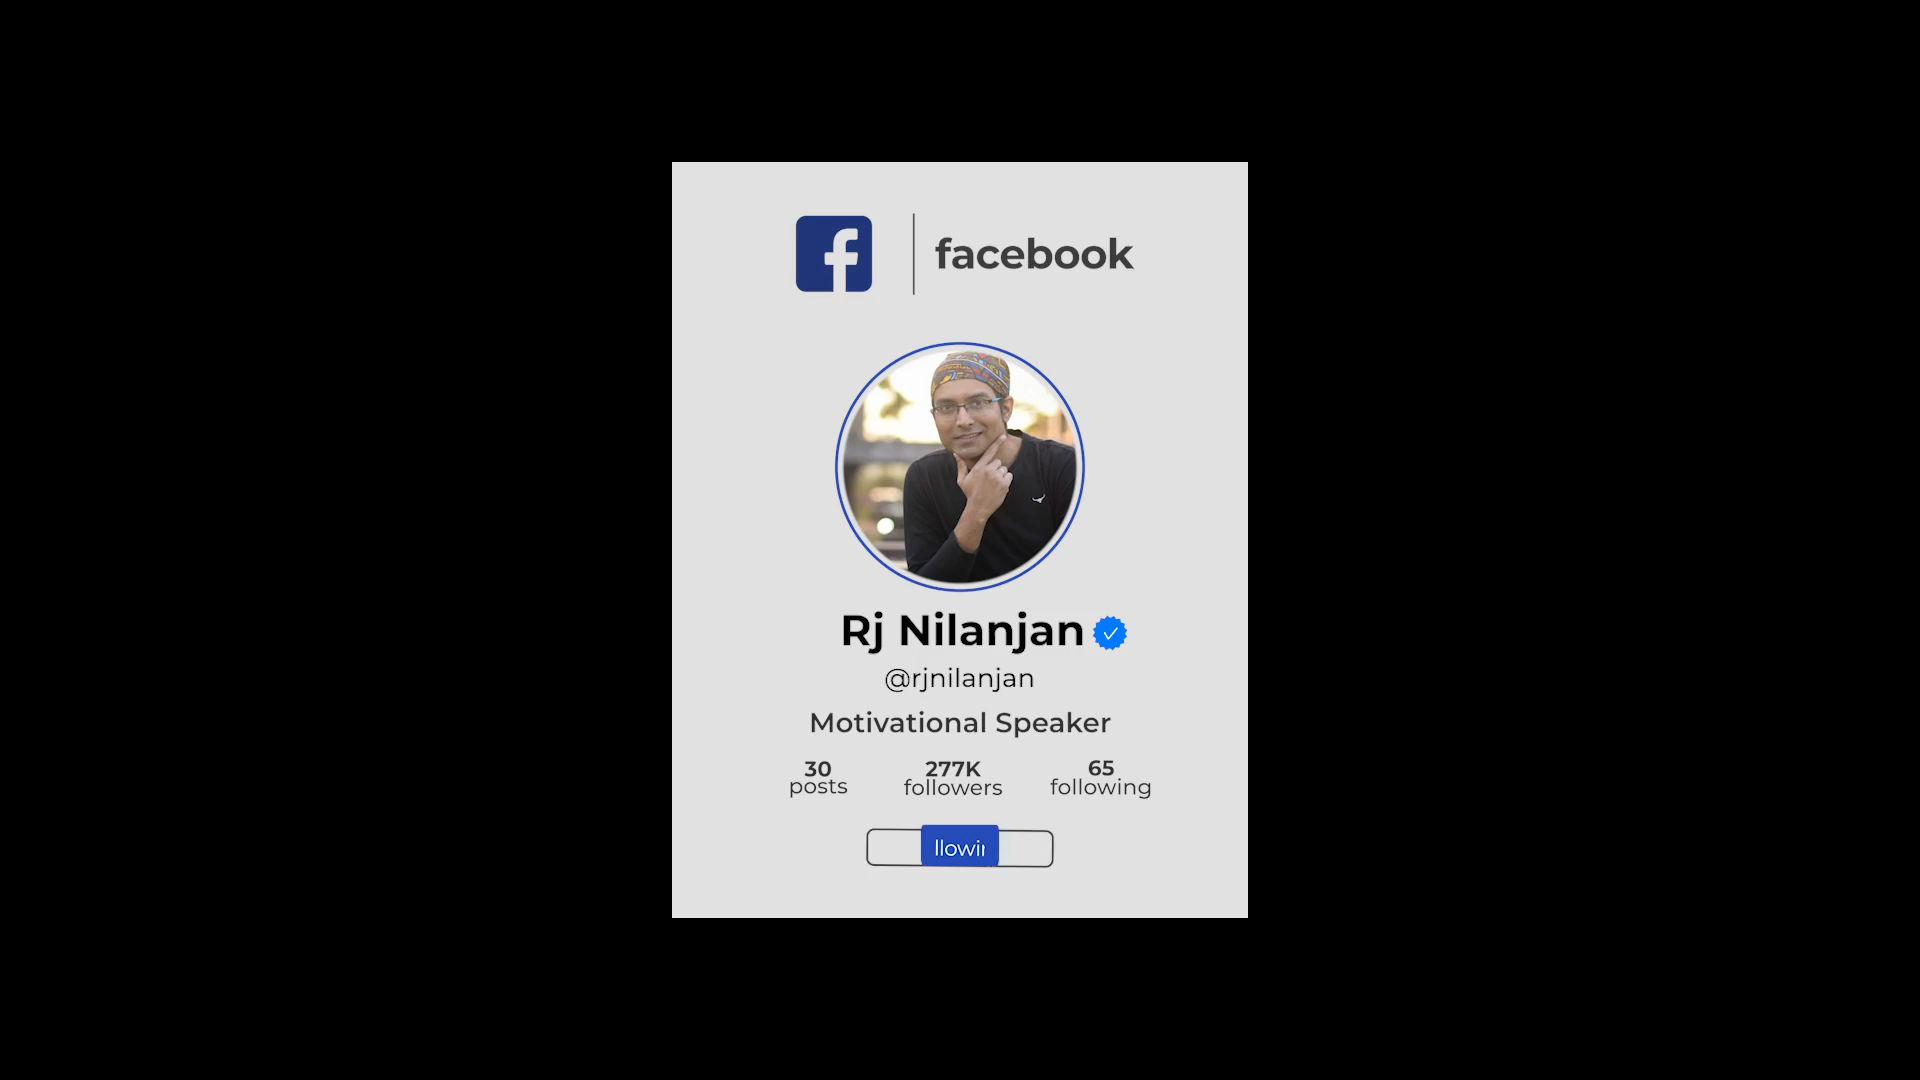 facebook
Rj Nilanjan
@rjnilanjan
Motivational Speaker
30 277K 65
posts followers following
llowi